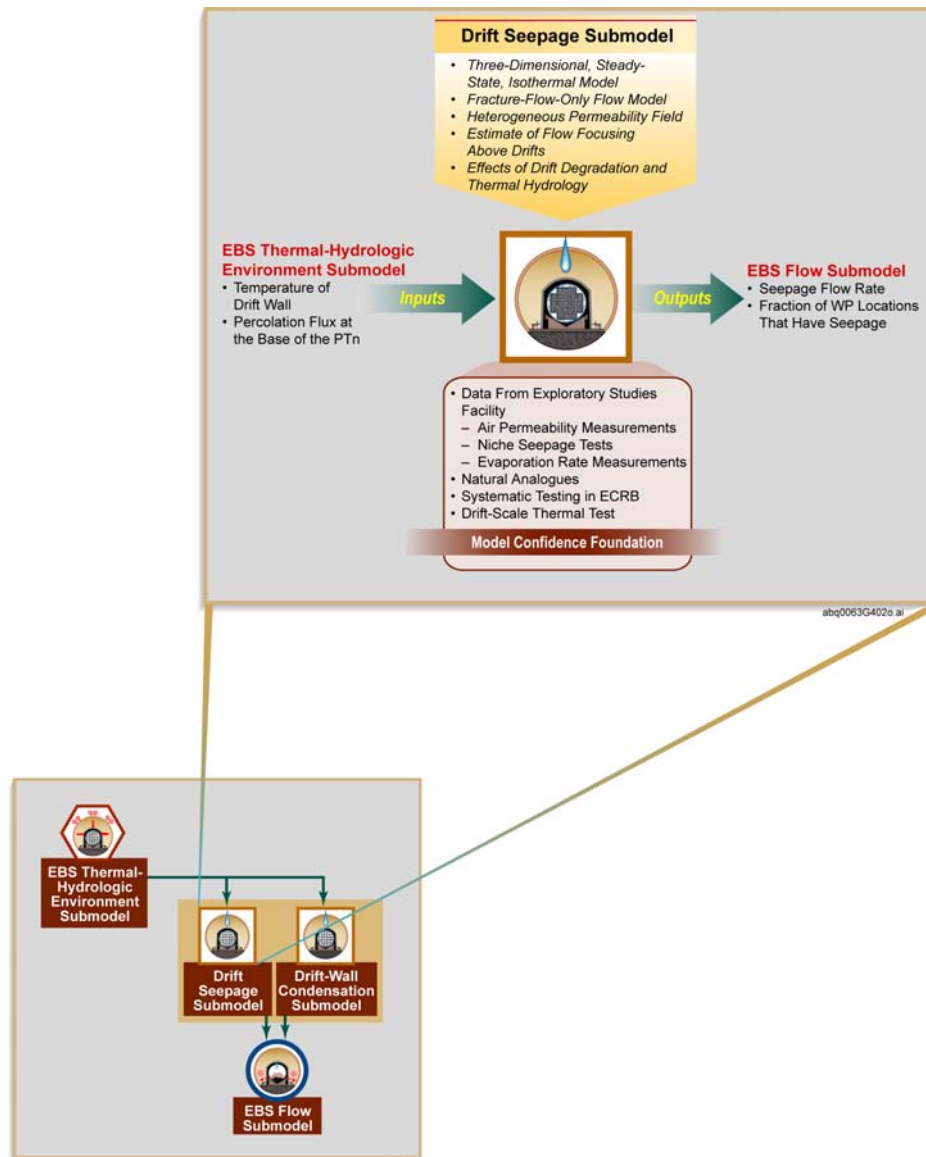 Drift Seepage Submodel
• Three-Dimensional, Steady-
State, Isothermal Model
• Fracture-Flow-Only Flow Model
• Heterogeneous Permeability Field
• Estimate of Flow Focusing
Above Drifts
• Effects of Drift Degradation and
Thermal Hydrology
EBS Thermal-Hydrologic
Environment Submodel
• Temperature of
Drift Wall
• Percolation Flux at
the Base of the PTn
Inputs
Outputs
EBS Flow Submodel
• Seepage Flow Rate
• Fraction of WP Locations
That Have Seepage
• Data From Exploratory Studies
Facility
– Air Permeability Measurements
– Niche Seepage Tests
– Evaporation Rate Measurements
• Natural Analogues
• Systematic Testing in ECRB
• Drift-Scale Thermal Test
Model Confidence Foundation
abq0063G402o.ai
EBS Thermal-
Hydrologic
Environment
Submodel
Drift
Seepage
Submodel
Drift-Wall
Condensation
Submodel
EBS Flow
Submodel